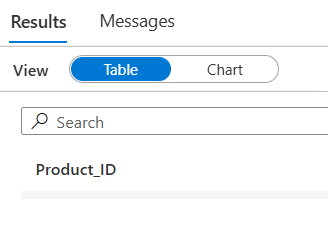 Results Messages
View Table Chart
Search
Product_ID